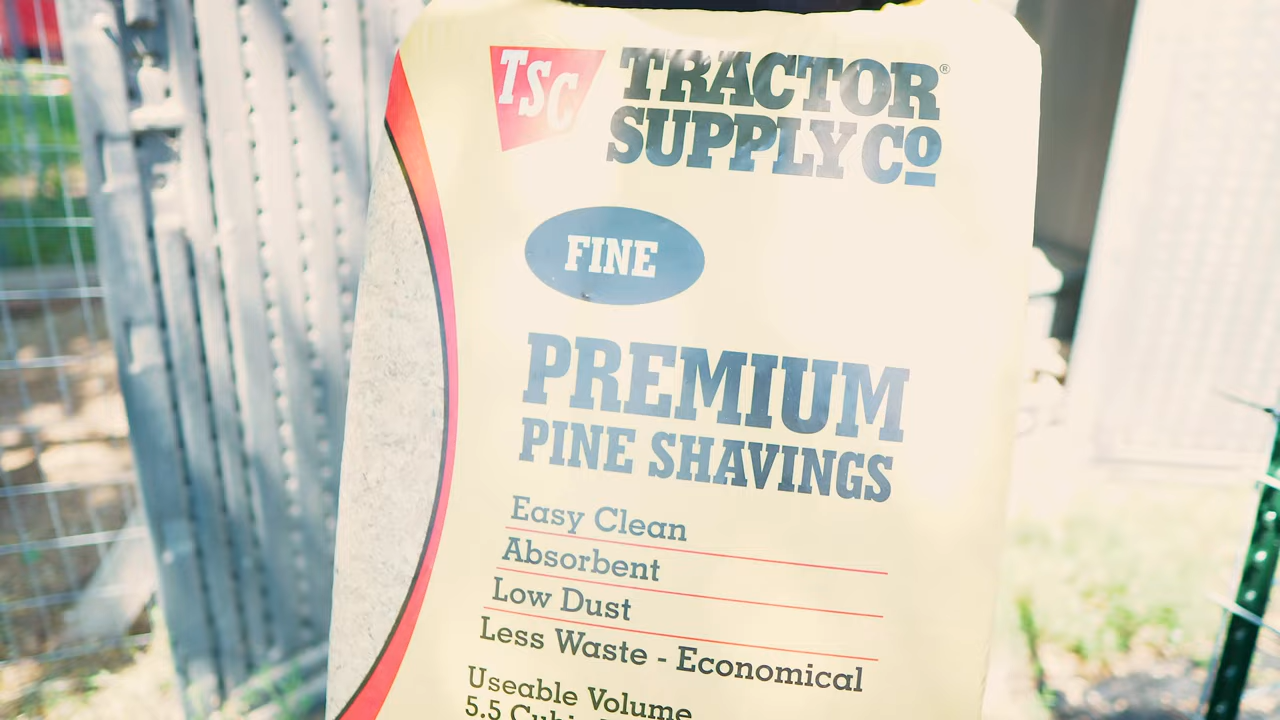 TSC
TRACTOR®
SUPPLY Co
FINE
PREMIUM
PINE SHAVINGS
Easy Clean
Absorbent
Low Dust
Less Waste - Economical
Useable Volume
5.5